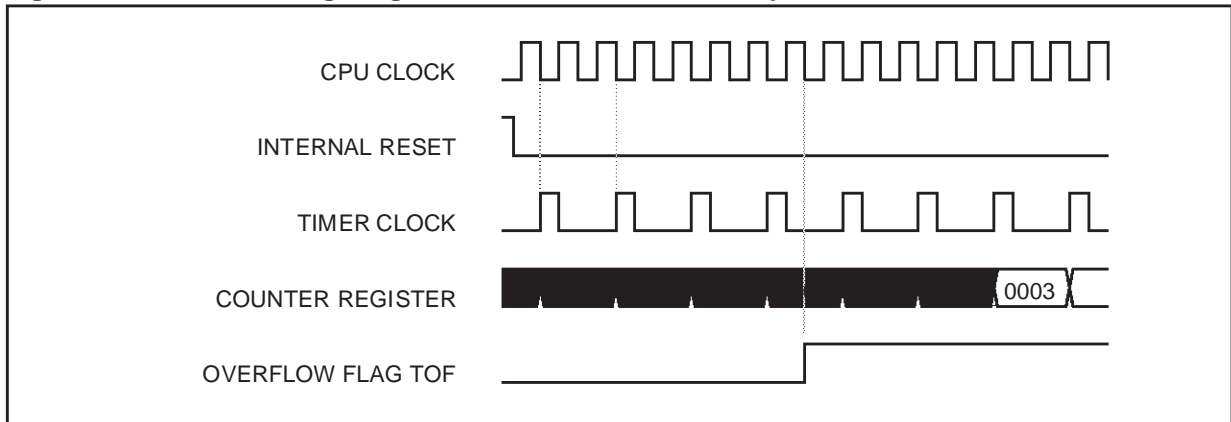 CPU CLOCK
INTERNAL RESET
TIMER CLOCK
COUNTER REGISTER
0003
OVERFLOW FLAG TOF